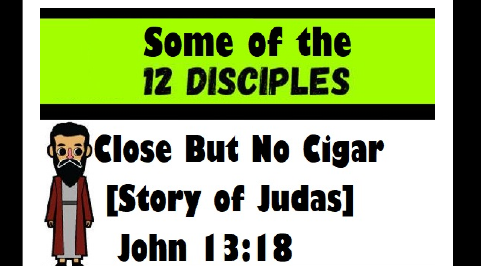 Some of the
12 DISCIPLES
Close But No Cigar
[Story of Judas]
John 13:18